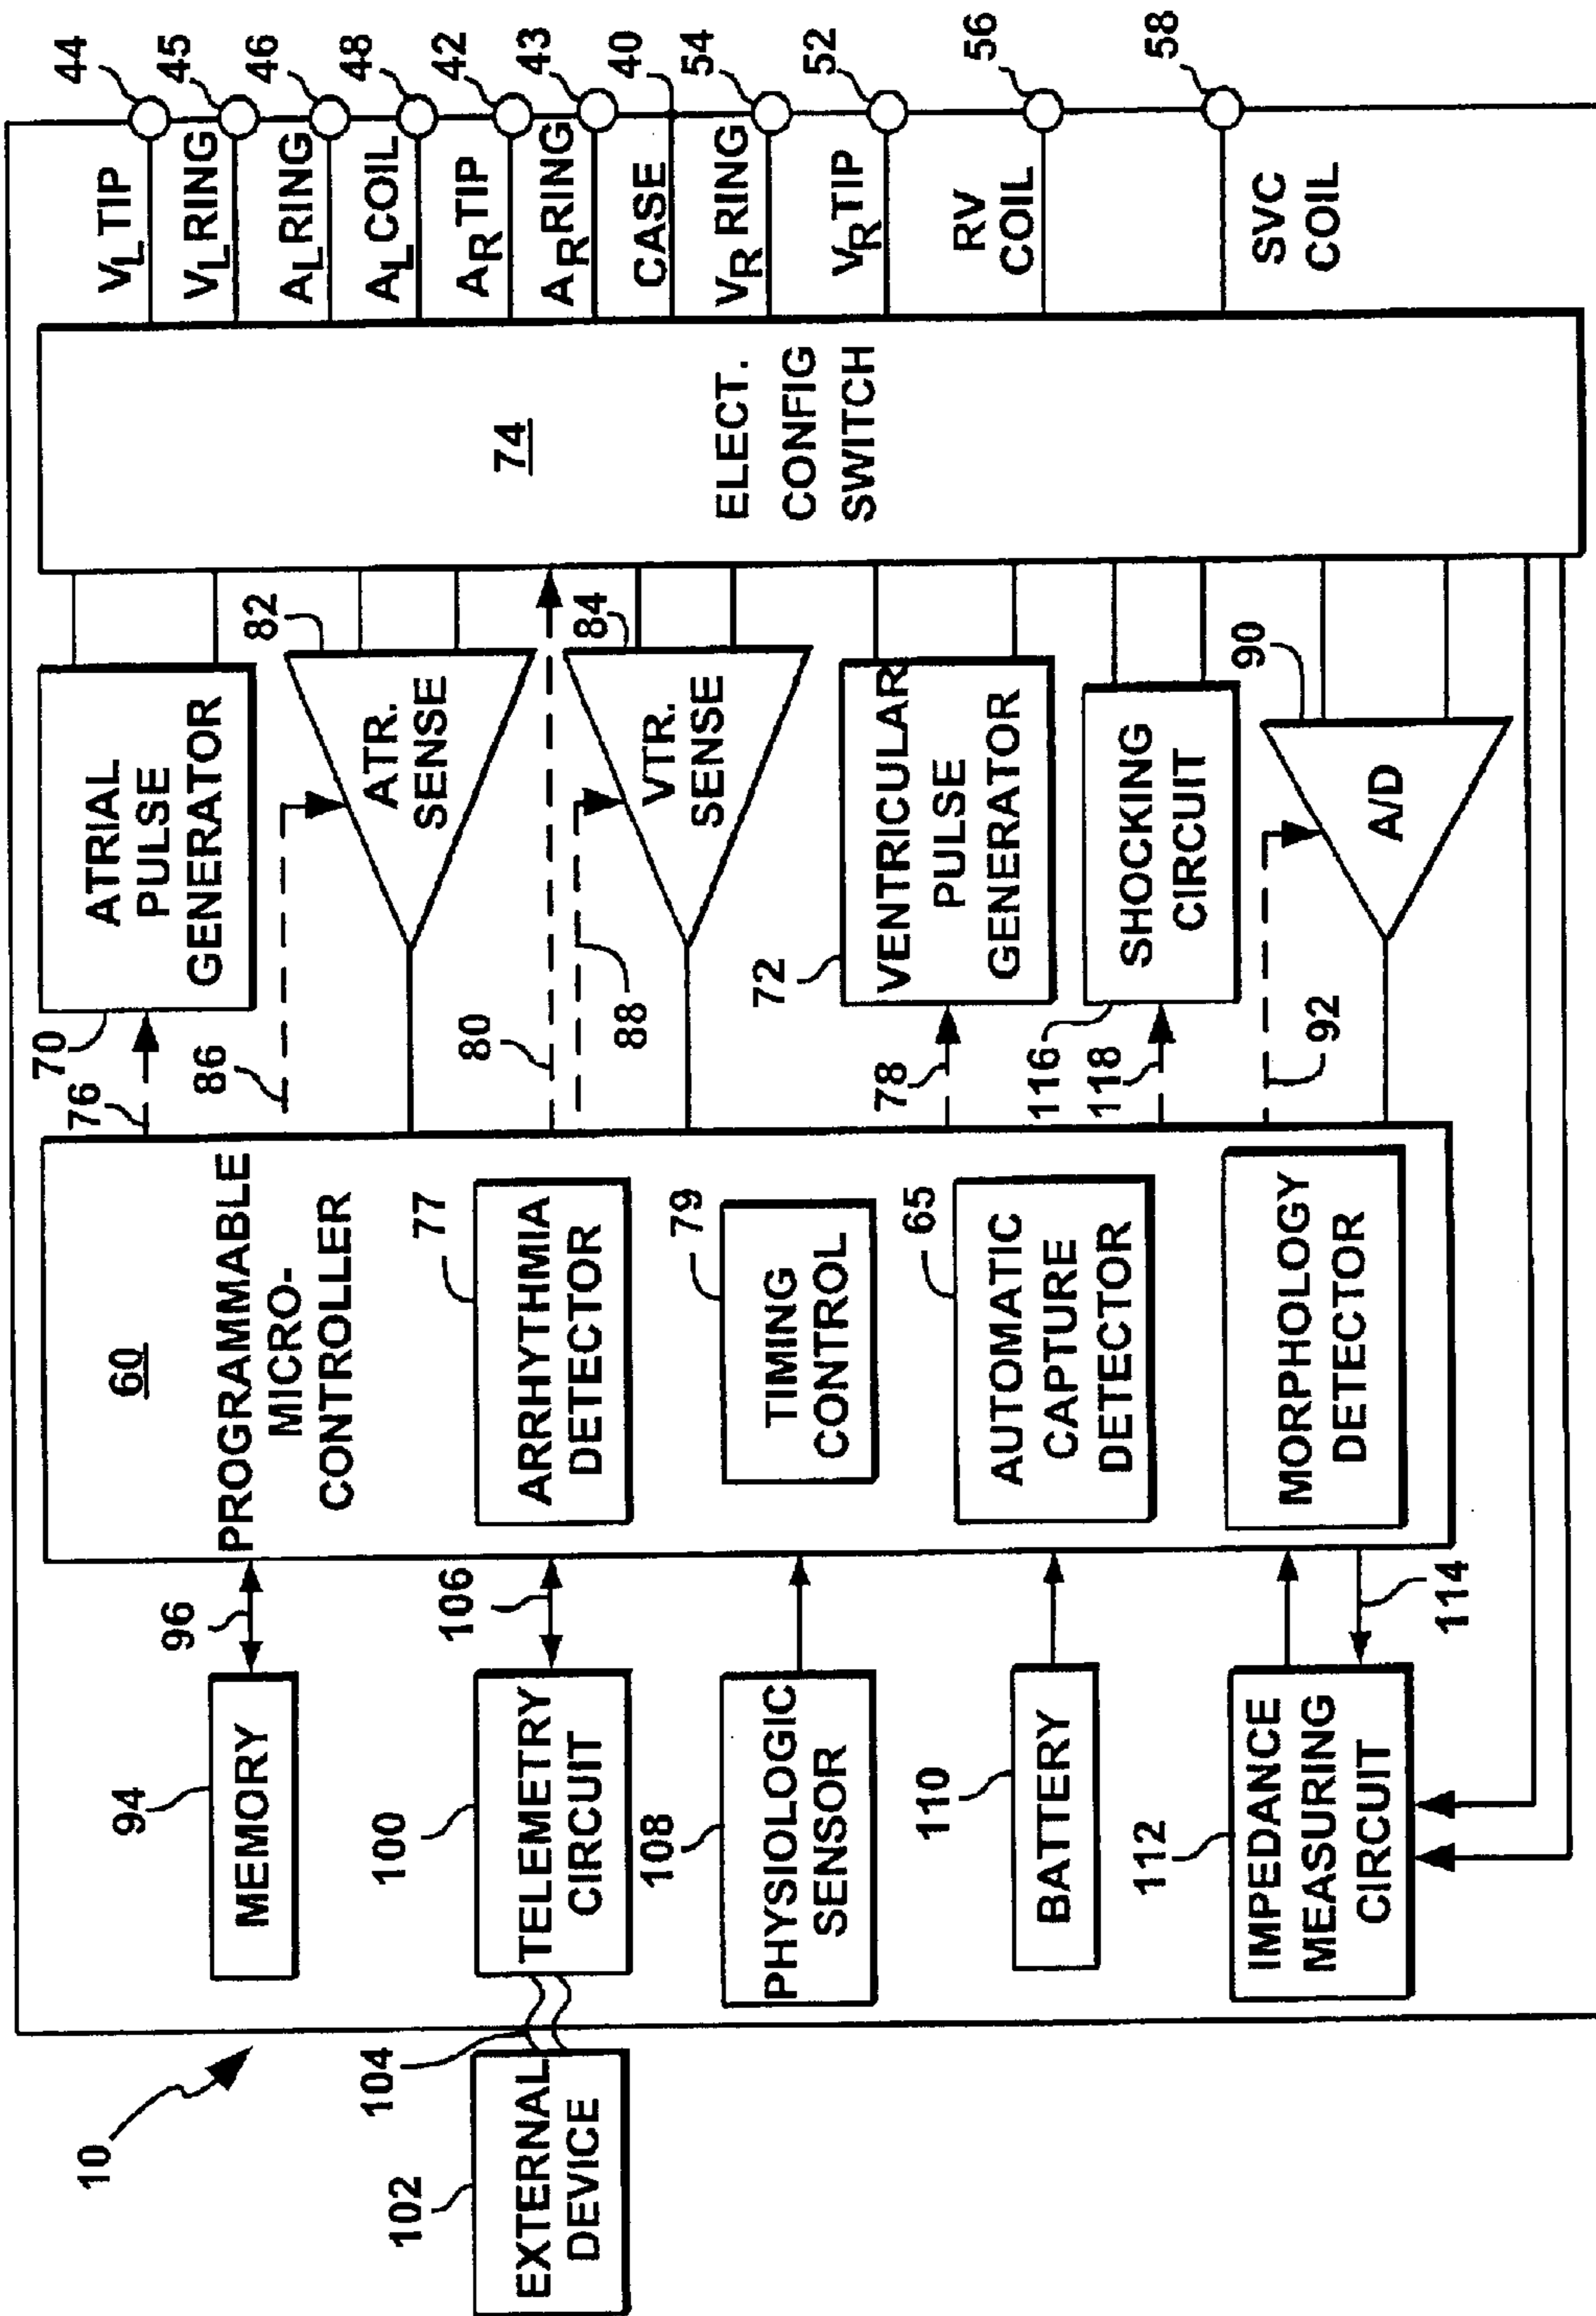 10
102
EXTERNAL
DEVICE
104
94
MEMORY
96
100
TELEMETRY
CIRCUIT
106
108
PHYSIOLOGIC
SENSOR
110
BATTERY
112
IMPEDANCE
MEASURING
CIRCUIT
114
60
PROGRAMMABLE
MICRO-
CONTROLLER
77
ARRHYTHMIA
DETECTOR
79
TIMING
CONTROL
65
AUTOMATIC
CAPTURE
DETECTOR
MORPHOLOGY
DETECTOR
76
70
ATRIAL
PULSE
GENERATOR
86
82
ATR.
SENSE
80
88
84
VTR.
SENSE
78
72
VENTRICULAR
PULSE
GENERATOR
116
118
SHOCKING
CIRCUIT
92
90
A/D
74
ELECT.
CONFIG
SWITCH
VL TIP 44
VL RING 45
AL RING 46
AL COIL 48
AR TIP 42
AR RING 43
CASE 40
VR RING 54
VR TIP 52
RV
COIL
56
SVC
COIL
58